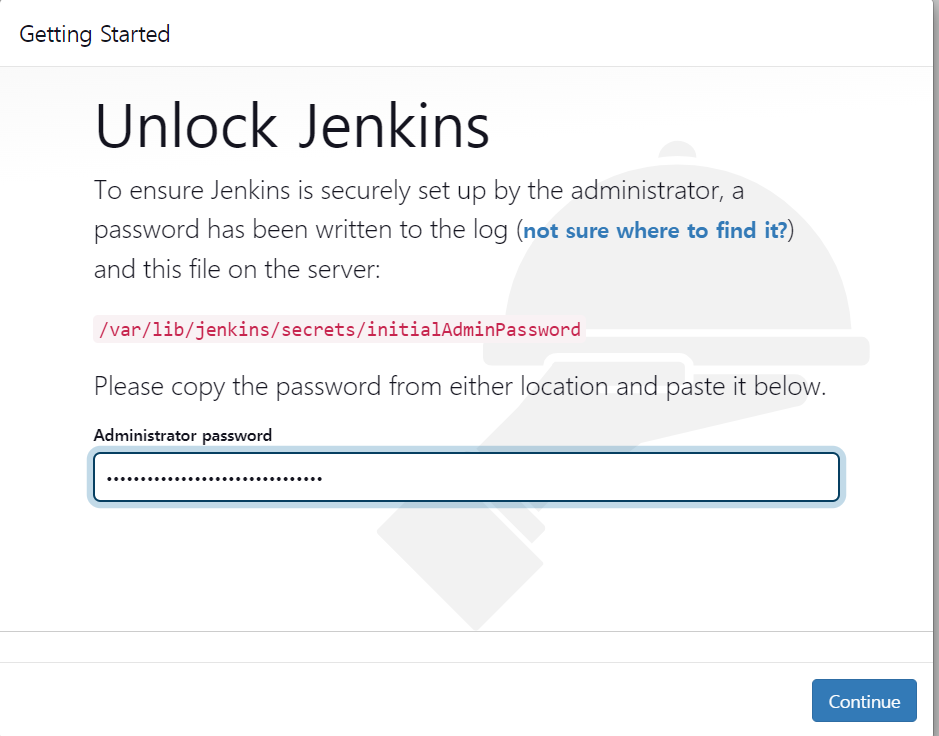 Getting Started
Unlock Jenkins
To ensure Jenkins is securely set up by the administrator, a
password has been written to the log (not sure where to find it?)
and this file on the server:
/var/lib/jenkins/secrets/initialAdminPassword
Please copy the password from either location and paste it below.
Administrator password
••••••••••••••••••••••••••••••••
Continue